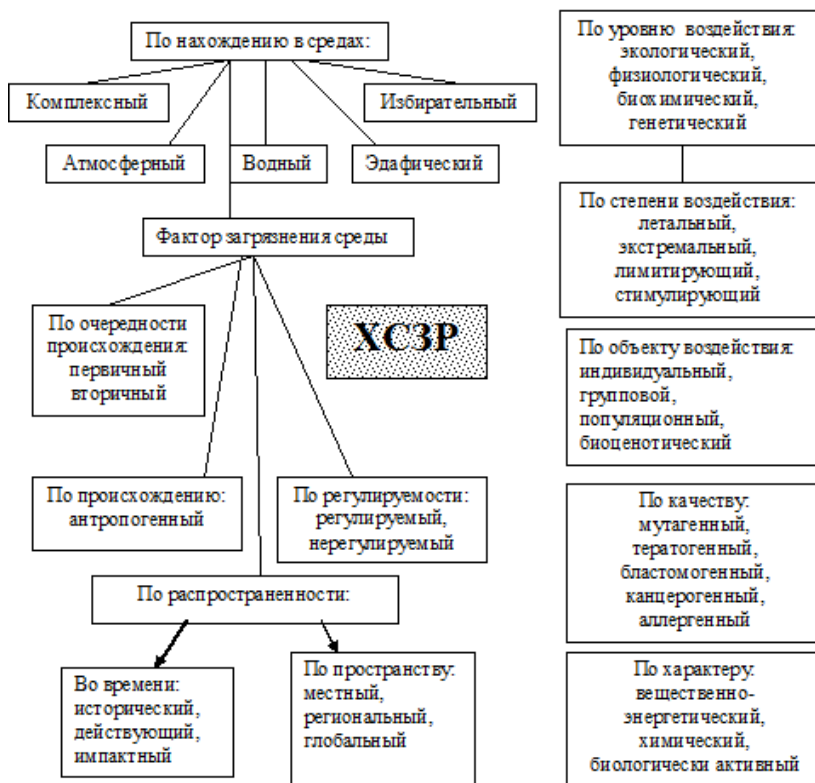 По нахождению в средах:
Комплексный
Избирательный
Атмосферный
Водный
Эдафический
Фактор загрязнения среды
По очередности
происхождения:
первичный
вторичный
ХСЗР
По происхождению:
антропогенный
По регулируемости:
регулируемый,
нерегулируемый
По распространенности:
Во времени:
исторический,
действующий,
импактный
По пространству:
местный,
региональный,
глобальный
По уровню воздействия:
экологический,
физиологический,
биохимический,
генетический
По степени воздействия:
летальный,
экстремальный,
лимитирующий,
стимулирующий
По объекту воздействия:
индивидуальный,
групповой,
популяционный,
биоценотический
По качеству:
мутагенный,
тератогенный,
бластомогенный,
канцерогенный,
аллергенный
По характеру:
вещественно-
энергетический,
химический,
биологически активный